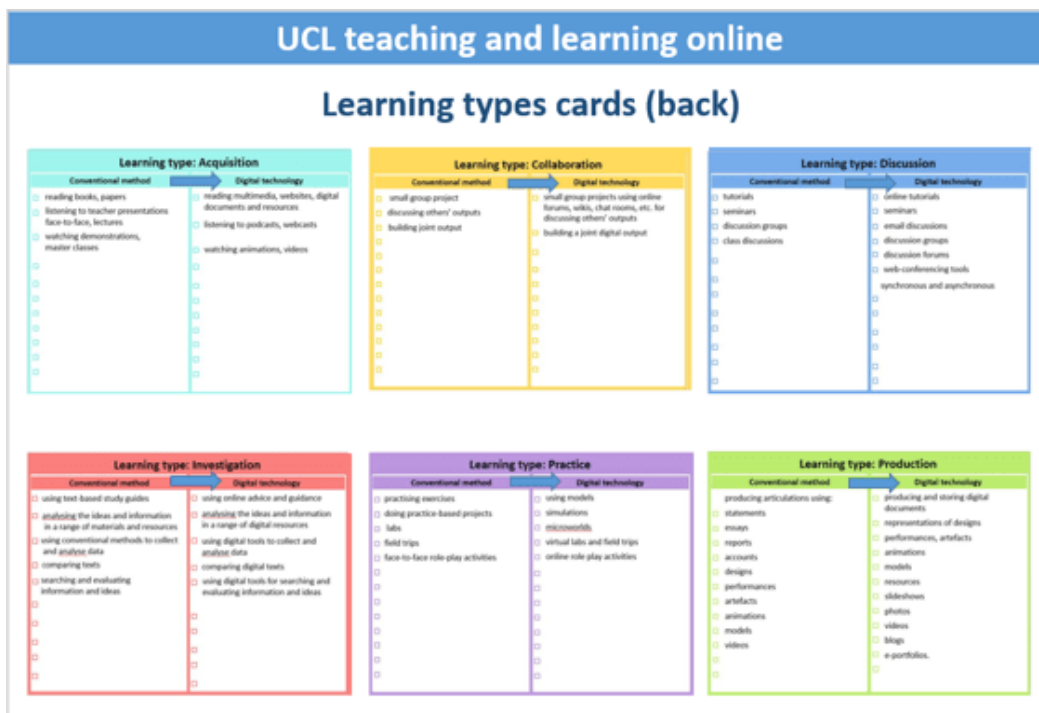 UCL teaching and learning online
Learning types cards (back)
Learning type: Acquisition
Conventional method
Digital technology
reading books, papers
listening to teacher presentations
face-to-face, lectures
watching demonstrations,
master classes
reading multimedia, websites, digital
documents and resources
listening to podcasts, webcasts
watching animations, videos
Learning type: Collaboration
Conventional method
Digital technology
small group project
discussing others' outputs
building joint output
small group projects using online
forums, wikis, chat rooms, etc. for
discussing others' outputs
building a joint digital output
Learning type: Discussion
Conventional method
Digital technology
tutorials
seminars
discussion groups
class discussions
online tutorials
seminars
email discussions
discussion groups
discussion forums
web-conferencing tools
synchronous and asynchronous
Learning type: Investigation
Conventional method
Digital technology
using text-based study guides
analysing the ideas and information
in a range of materials and resources
using conventional methods to collect
and analyse data
comparing texts
searching and evaluating
information and ideas
using online advice and guidance
analysing the ideas and information
in a range of digital resources
using digital tools to collect and
analyse data
comparing digital texts
using digital tools for searching and
evaluating information and ideas
Learning type: Practice
Conventional method
Digital technology
practising exercises
doing practice-based projects
labs
field trips
face-to-face role-play activities
using models
simulations
microworlds
virtual labs and field trips
online role play activities
Learning type: Production
Conventional method
Digital technology
producing articulations using:
statements
essays
reports
accounts
designs
performances
artefacts
animations
models
videos
producing and storing digital
documents
representations of designs
performances, artefacts
animations
models
resources
slideshows
photos
videos
blogs
e-portfolios.